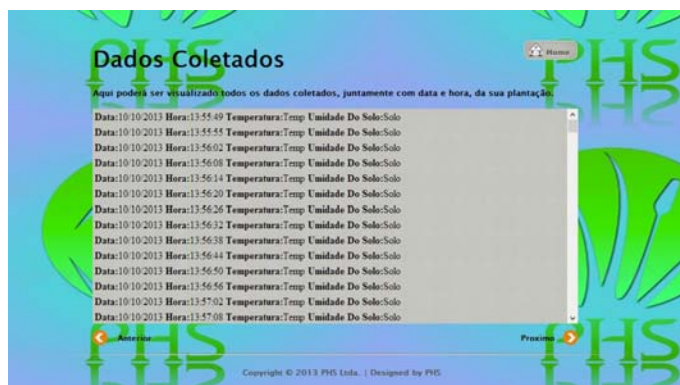 Dados Coletados
Home
Aqui poderá ser visualizado todos os dados coletados, juntamente com data e hora, da sua plantação.
Data:10/10/2013 Hora:13:55:49 Temperatura:Temp Umidade Do Solo:Solo
Data:10/10/2013 Hora:13:55:55 Temperatura:Temp Umidade Do Solo:Solo
Data:10/10/2013 Hora:13:56:02 Temperatura:Temp Umidade Do Solo:Solo
Data:10/10/2013 Hora:13:56:08 Temperatura:Temp Umidade Do Solo:Solo
Data:10/10/2013 Hora:13:56:14 Temperatura:Temp Umidade Do Solo:Solo
Data:10/10/2013 Hora:13:56:20 Temperatura:Temp Umidade Do Solo:Solo
Data:10/10/2013 Hora:13:56:26 Temperatura:Temp Umidade Do Solo:Solo
Data:10/10/2013 Hora:13:56:32 Temperatura:Temp Umidade Do Solo:Solo
Data:10/10/2013 Hora:13:56:38 Temperatura:Temp Umidade Do Solo:Solo
Data:10/10/2013 Hora:13:56:44 Temperatura:Temp Umidade Do Solo:Solo
Data:10/10/2013 Hora:13:56:50 Temperatura:Temp Umidade Do Solo:Solo
Data:10/10/2013 Hora:13:56:56 Temperatura:Temp Umidade Do Solo:Solo
Data:10/10/2013 Hora:13:57:02 Temperatura:Temp Umidade Do Solo:Solo
Data:10/10/2013 Hora:13:57:08 Temperatura:Temp Umidade Do Solo:Solo
Anterior
Proximo
Copyright © 2013 PHS Ltda. | Designed by PHS
PHS
PHS
PHS
PHS